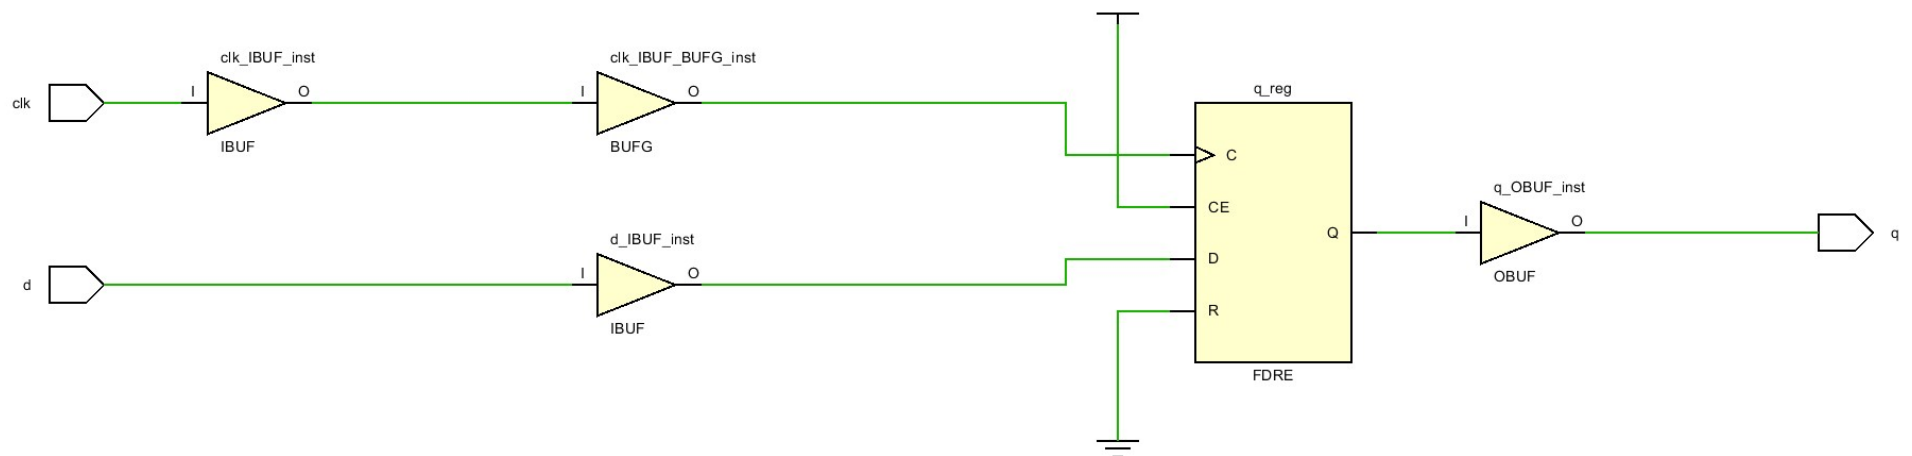 clk_IBUF_inst
clk_IBUF_BUFG_inst
q_reg
clk
I
O
I
O
IBUF
BUFG
C
CE
q_OBUF_inst
d_IBUF_inst
Q
I
O
q
d
I
O
D
OBUF
IBUF
R
FDRE